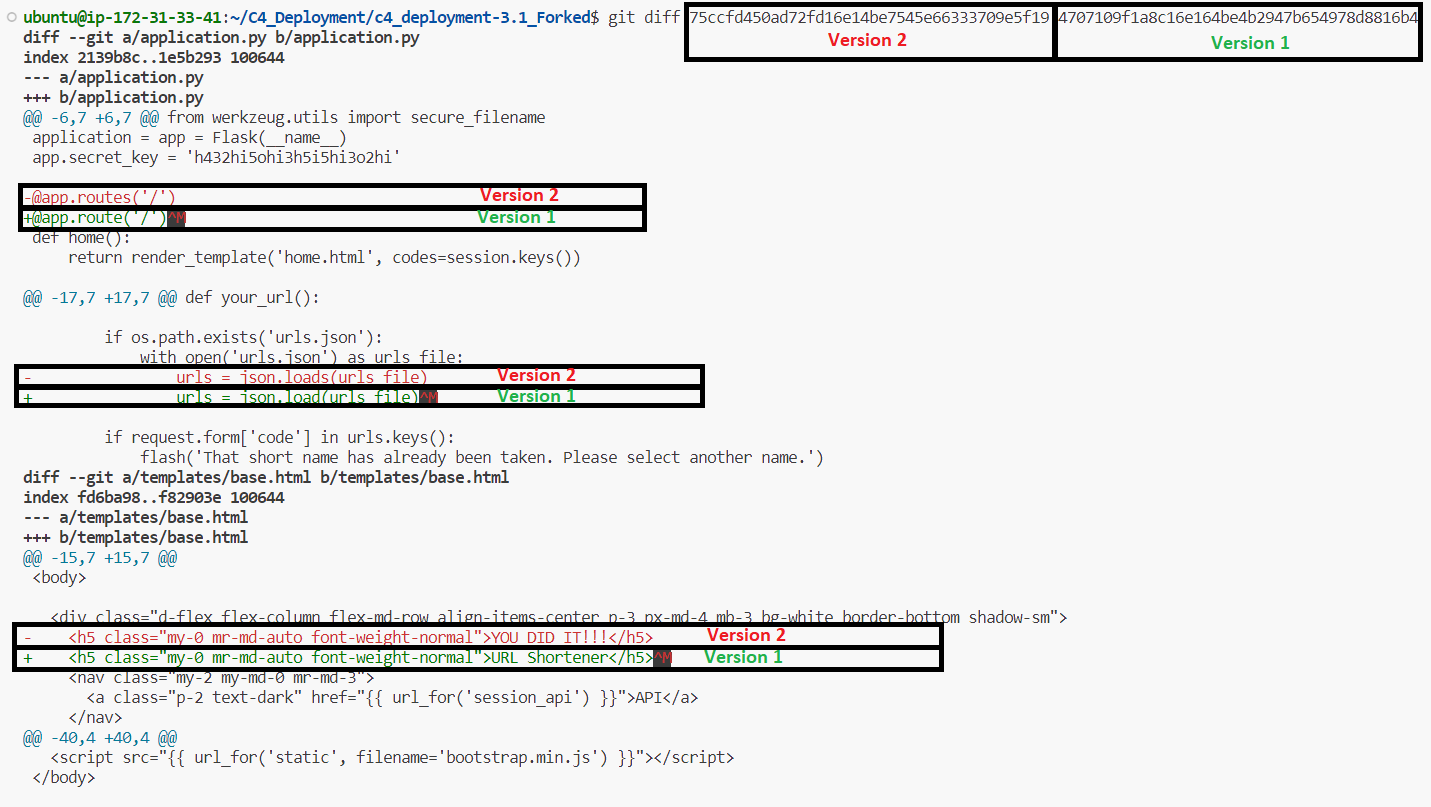 ubuntu@ip-172-31-33-41:~/C4_Deployment/c4_deployment-3.1_Forked$ git diff 75ccfd450ad72fd16e14be7545e66333709e5f19 4707109f1a8c16e164be4b2947b654978d8816b4
Version 2 Version 1
diff --git a/application.py b/application.py
index 2139b8c..1e5b293 100644
--- a/application.py
+++ b/application.py
@@ -6,7 +6,7 @@ from werkzeug.utils import secure_filename
 application = app = Flask(__name__)
 app.secret_key = 'h432hi5ohi3h5i5hi3o2hi'
-@app.routes('/') Version 2
+@app.route('/')^M Version 1
 def home():
     return render_template('home.html', codes=session.keys())
@@ -17,7 +17,7 @@ def your_url():
         if os.path.exists('urls.json'):
             with open('urls.json') as urls_file:
-                urls = json.loads(urls_file) Version 2
+                urls = json.load(urls_file)^M Version 1
         if request.form['code'] in urls.keys():
             flash('That short name has already been taken. Please select another name.')
diff --git a/templates/base.html b/templates/base.html
index fd6ba98..f82903e 100644
--- a/templates/base.html
+++ b/templates/base.html
@@ -15,7 +15,7 @@
 <body>
   <div class="d-flex flex-column flex-md-row align-items-center p-3 px-md-4 mb-3 bg-white border-bottom shadow-sm">
-    <h5 class="my-0 mr-md-auto font-weight-normal">YOU DID IT!!!</h5> Version 2
+    <h5 class="my-0 mr-md-auto font-weight-normal">URL Shortener</h5>^M Version 1
     <nav class="my-2 my-md-0 mr-md-3">
       <a class="p-2 text-dark" href="{{ url_for('session_api') }}">API</a>
     </nav>
@@ -40,4 +40,4 @@
   <script src="{{ url_for('static', filename='bootstrap.min.js') }}"></script>
 </body>